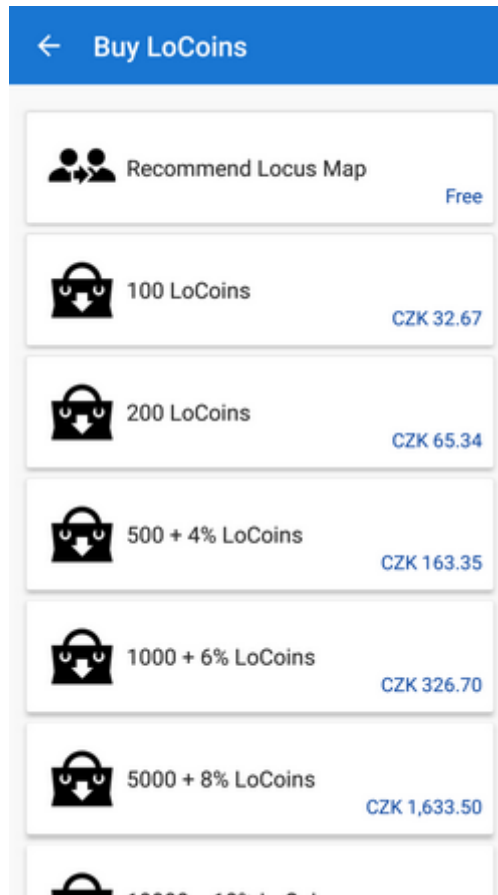 Buy LoCoins
Recommend Locus Map
Free
100 LoCoins
CZK 32.67
200 LoCoins
CZK 65.34
500 + 4% LoCoins
CZK 163.35
1000 + 6% LoCoins
CZK 326.70
5000 + 8% LoCoins
CZK 1,633.50